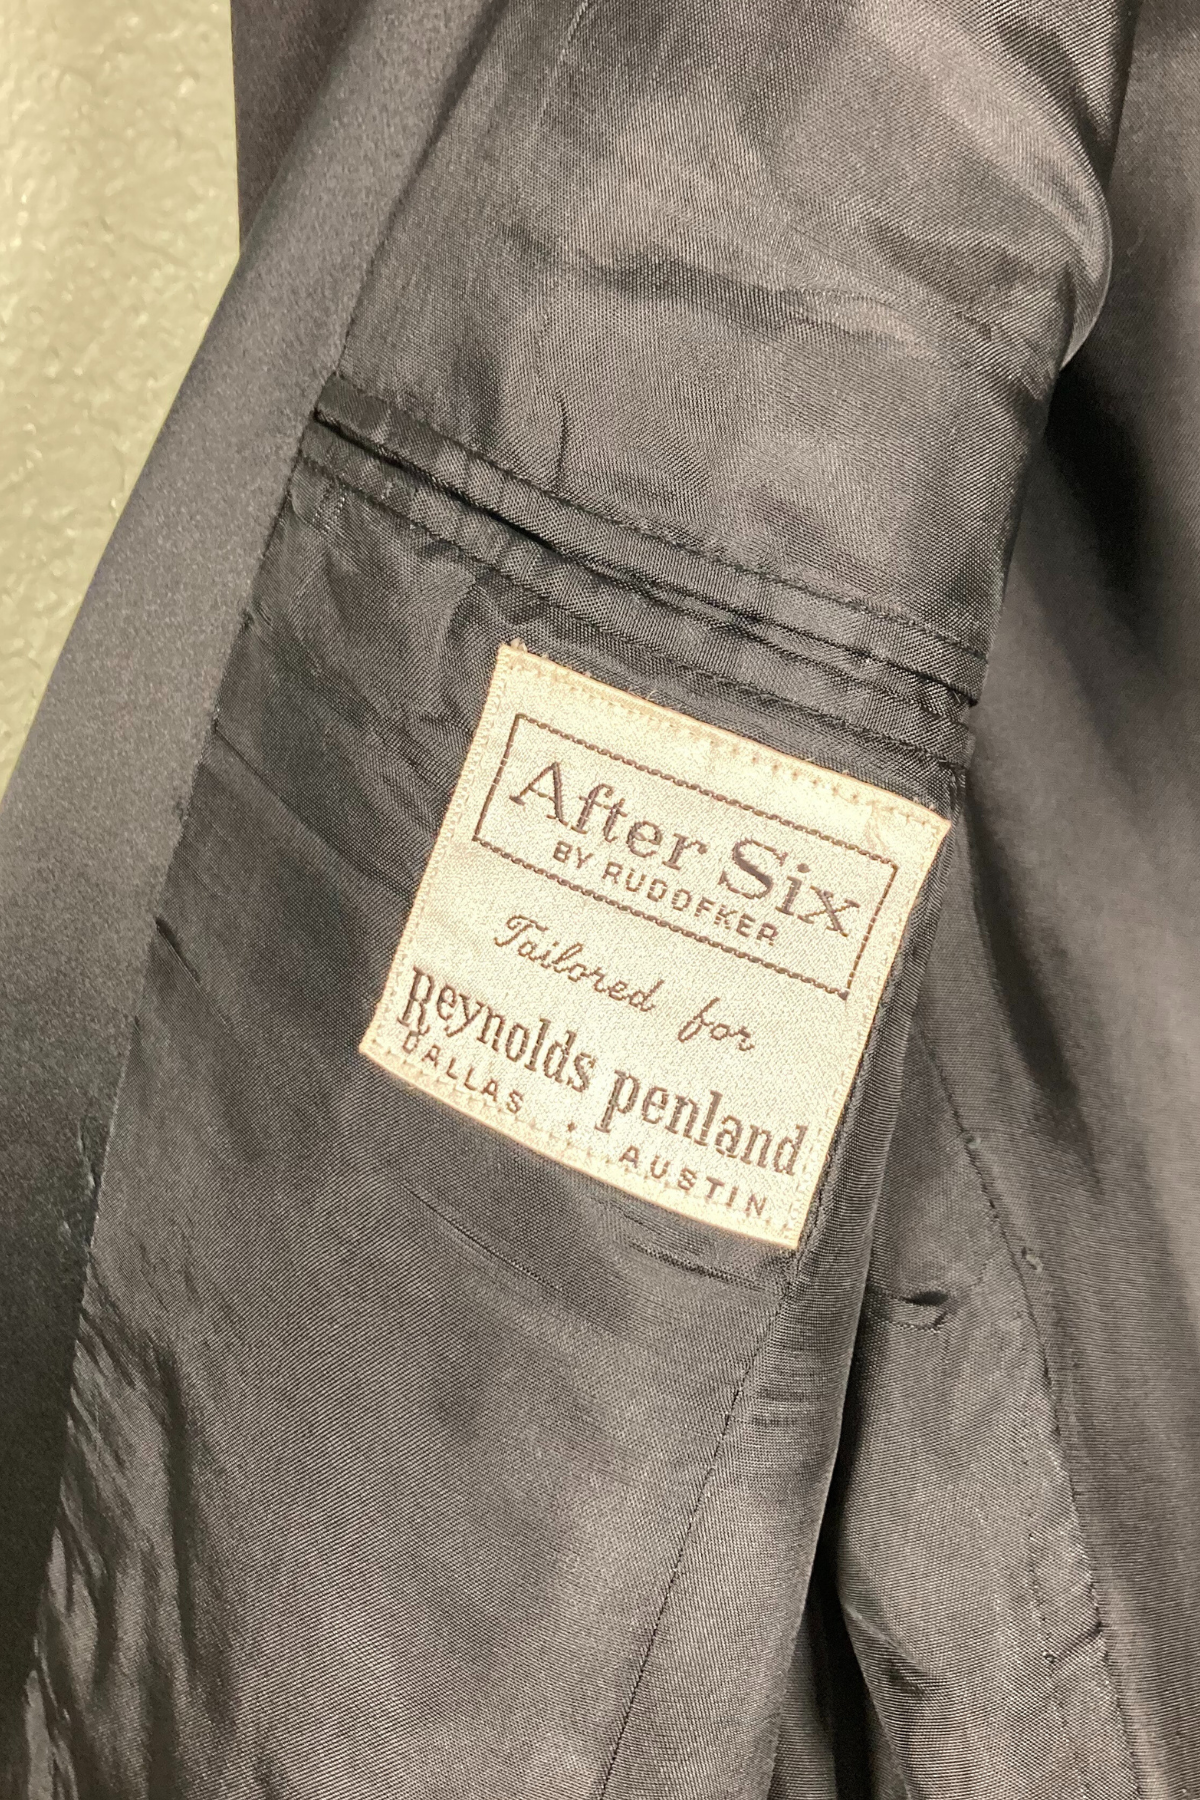 After Six
BY RUDOFKER
Tailored for
Reynolds penland
DALLAS . AUSTIN